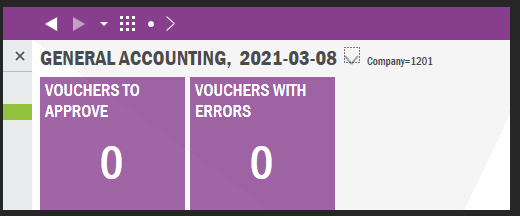 GENERAL ACCOUNTING, 2021-03-08 Company=1201
VOUCHERS TO
APPROVE
0
VOUCHERS WITH
ERRORS
0